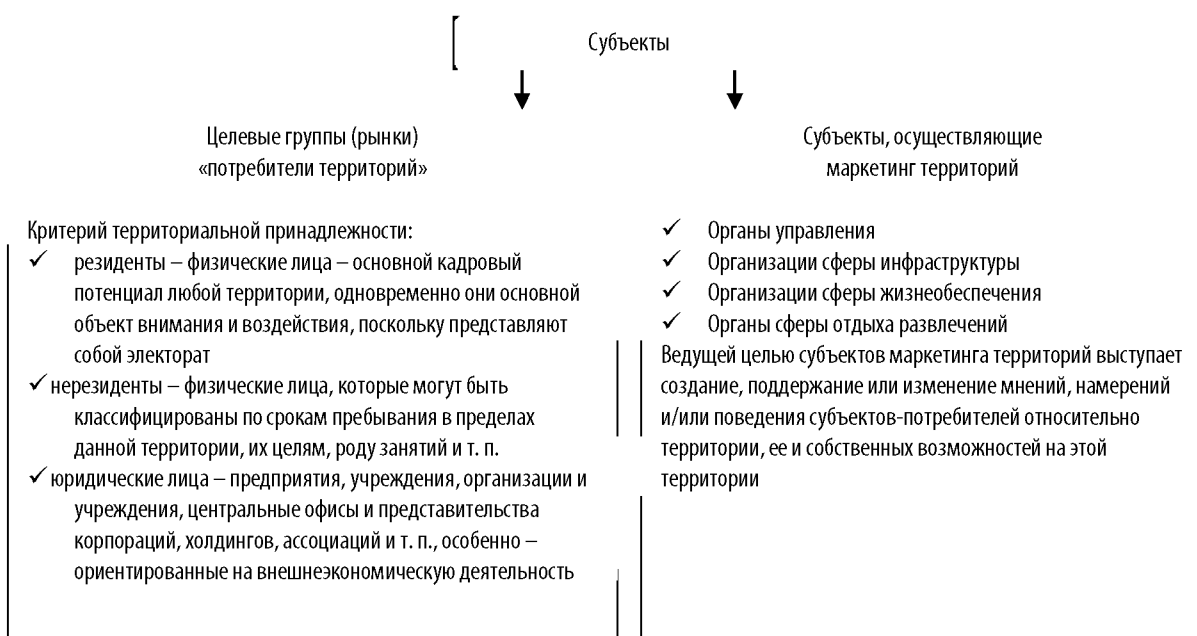 Субъекты
Целевые группы (рынки)
«потребители территорий»
Критерий территориальной принадлежности:
✓ резиденты – физические лица – основной кадровый
потенциал любой территории, одновременно они основной
объект внимания и воздействия, поскольку представляют
собой электорат
✓ нерезиденты – физические лица, которые могут быть
классифицированы по срокам пребывания в пределах
данной территории, их целям, роду занятий и т. п.
✓ юридические лица – предприятия, учреждения, организации и
учреждения, центральные офисы и представительства
корпораций, холдингов, ассоциаций и т. п., особенно –
ориентированные на внешнеэкономическую деятельность
Субъекты, осуществляющие
маркетинг территорий
✓ Органы управления
✓ Организации сферы инфраструктуры
✓ Организации сферы жизнеобеспечения
✓ Органы сферы отдыха развлечений
Ведущей целью субъектов маркетинга территорий выступает
создание, поддержание или изменение мнений, намерений
и/или поведения субъектов-потребителей относительно
территории, ее и собственных возможностей на этой
территории